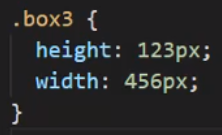 .box3 {
  height: 123px;
  width: 456px;
}